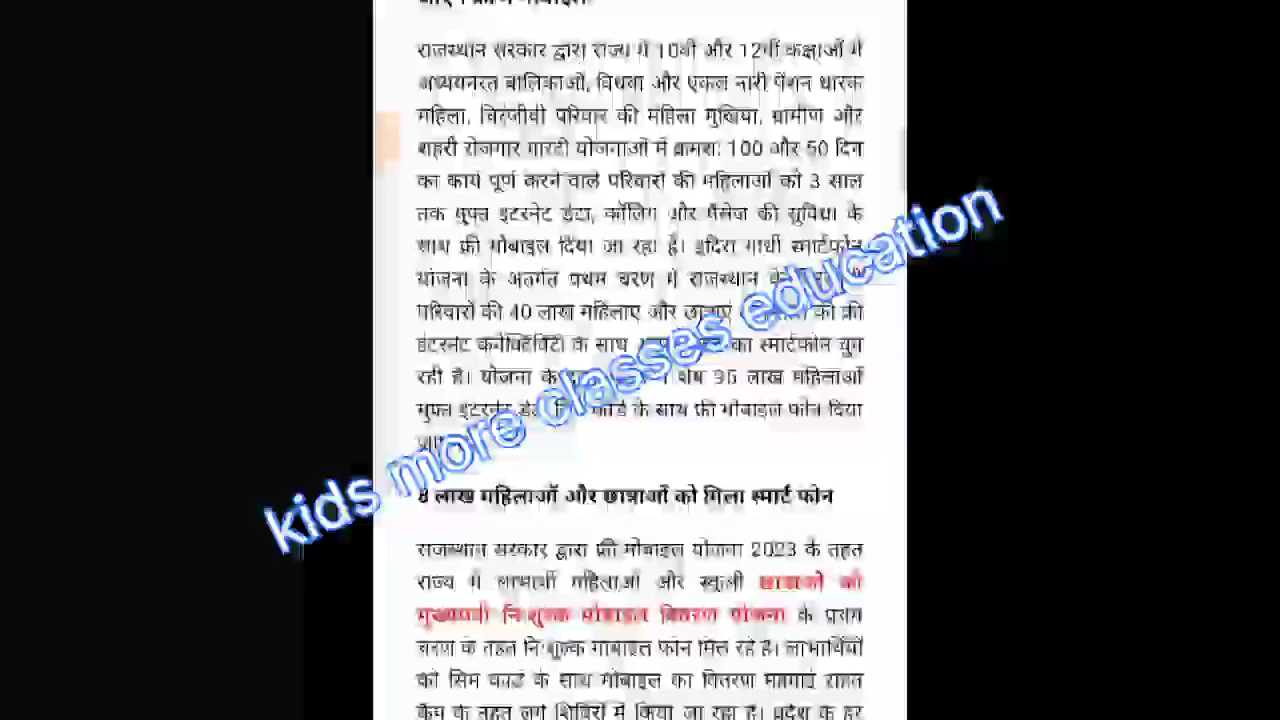 राजस्थान सरकार द्वारा राज्य में 10वीं और 12वीं कक्षाओं में
अध्ययनरत बालिकाओं, विधवा और एकल नारी पेंशन धारक
महिला, चिरंजीवी परिवार की महिला मुखिया, ग्रामीण और
शहरी रोजगार गारंटी योजनाओं में क्रमश: 100 और 50 दिन
का कार्य पूर्ण करने वाले परिवारों की महिलाओं को 3 साल
तक मुफ्त इंटरनेट डेटा, कॉलिंग और मैसेज की सुविधा के
साथ फ्री मोबाइल दिया जा रहा है। इंदिरा गांधी स्मार्टफोन
योजना के अंतर्गत प्रथम चरण में राजस्थान के
परिवारों की 40 लाख महिलाएं और छात्राएं को फ्री
इंटरनेट कनेक्टिविटी के साथ का स्मार्टफोन चुन
रही है। योजना के शेष 95 लाख महिलाओं
मुफ्त इंटरनेट के साथ फ्री मोबाइल फोन दिया
kids more classes education
8 लाख महिलाओं और छात्राओं को मिला स्मार्ट फोन
राजस्थान सरकार द्वारा फ्री मोबाइल योजना 2023 के तहत
राज्य में लाभार्थी महिलाओं और स्कूली छात्राओं को
मुख्यमंत्री निःशुल्क मोबाइल वितरण योजना के प्रथम
चरण के तहत निःशुल्क मोबाइल फोन मिल रहे है। लाभार्थियों
को सिम कार्ड के साथ मोबाइल का वितरण महंगाई राहत
कैंप के तहत लगे शिविरों में किया जा रहा है। प्रदेश के हर